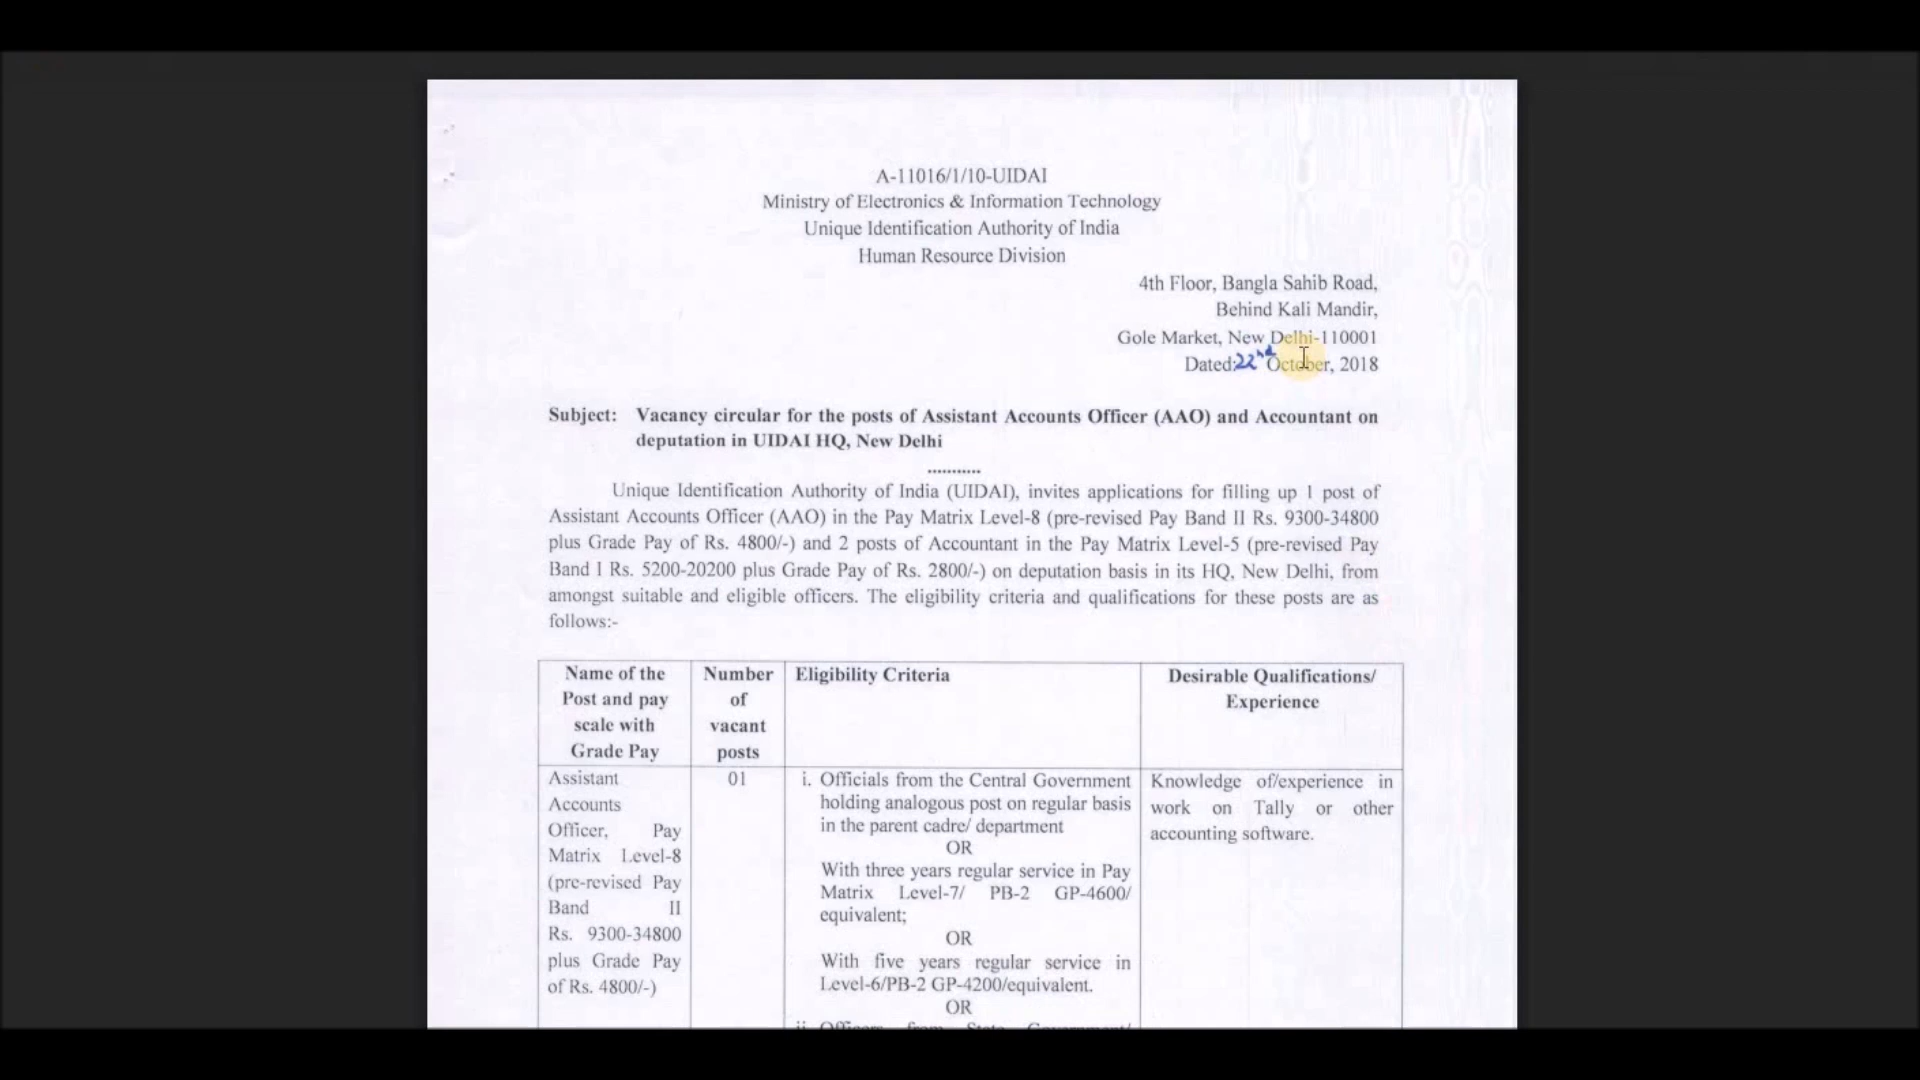 A-11016/1/10-UIDAI
Ministry of Electronics & Information Technology
Unique Identification Authority of India
Human Resource Division
4th Floor, Bangla Sahib Road,
Behind Kali Mandir,
Gole Market, New Delhi-110001
Dated:22nd October, 2018
Subject: Vacancy circular for the posts of Assistant Accounts Officer (AAO) and Accountant on
deputation in UIDAI HQ, New Delhi
...........
Unique Identification Authority of India (UIDAI), invites applications for filling up 1 post of
Assistant Accounts Officer (AAO) in the Pay Matrix Level-8 (pre-revised Pay Band II Rs. 9300-34800
plus Grade Pay of Rs. 4800/-) and 2 posts of Accountant in the Pay Matrix Level-5 (pre-revised Pay
Band I Rs. 5200-20200 plus Grade Pay of Rs. 2800/-) on deputation basis in its HQ, New Delhi, from
amongst suitable and eligible officers. The eligibility criteria and qualifications for these posts are as
follows:-
Name of the
Post and pay
scale with
Grade Pay
Number
of
vacant
posts
Eligibility Criteria
Desirable Qualifications/
Experience
Assistant
Accounts
Officer, Pay
Matrix Level-8
(pre-revised Pay
Band II
Rs. 9300-34800
plus Grade Pay
of Rs. 4800/-)
01
i. Officials from the Central Government
holding analogous post on regular basis
in the parent cadre/ department
OR
With three years regular service in Pay
Matrix Level-7/ PB-2 GP-4600/
equivalent;
OR
With five years regular service in
Level-6/PB-2 GP-4200/equivalent.
OR
ii. Officers from State Government/
Knowledge of/experience in
work on Tally or other
accounting software.